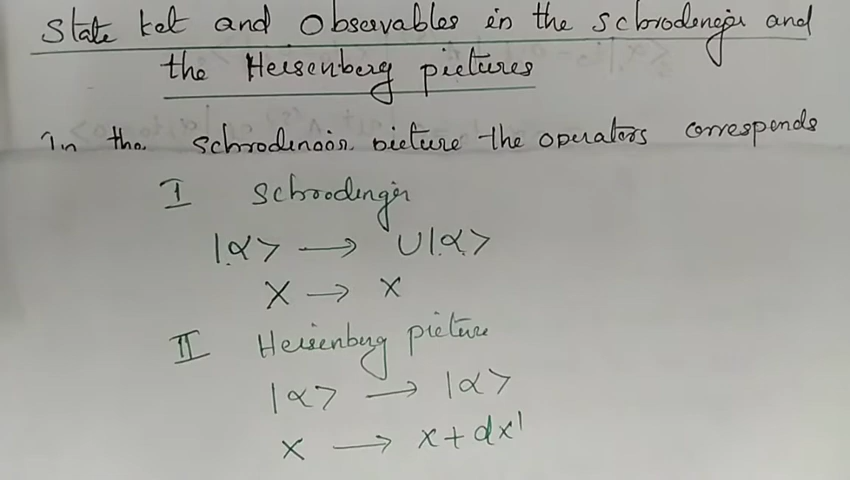 State ket and Observables in the Schrodinger and
the Heisenberg pictures
In the Schrodinger picture the operators corresponds
I Schroodinger
|α> → U|α>
X → X
II Heisenberg picture
|α> → |α>
X → X + dx'